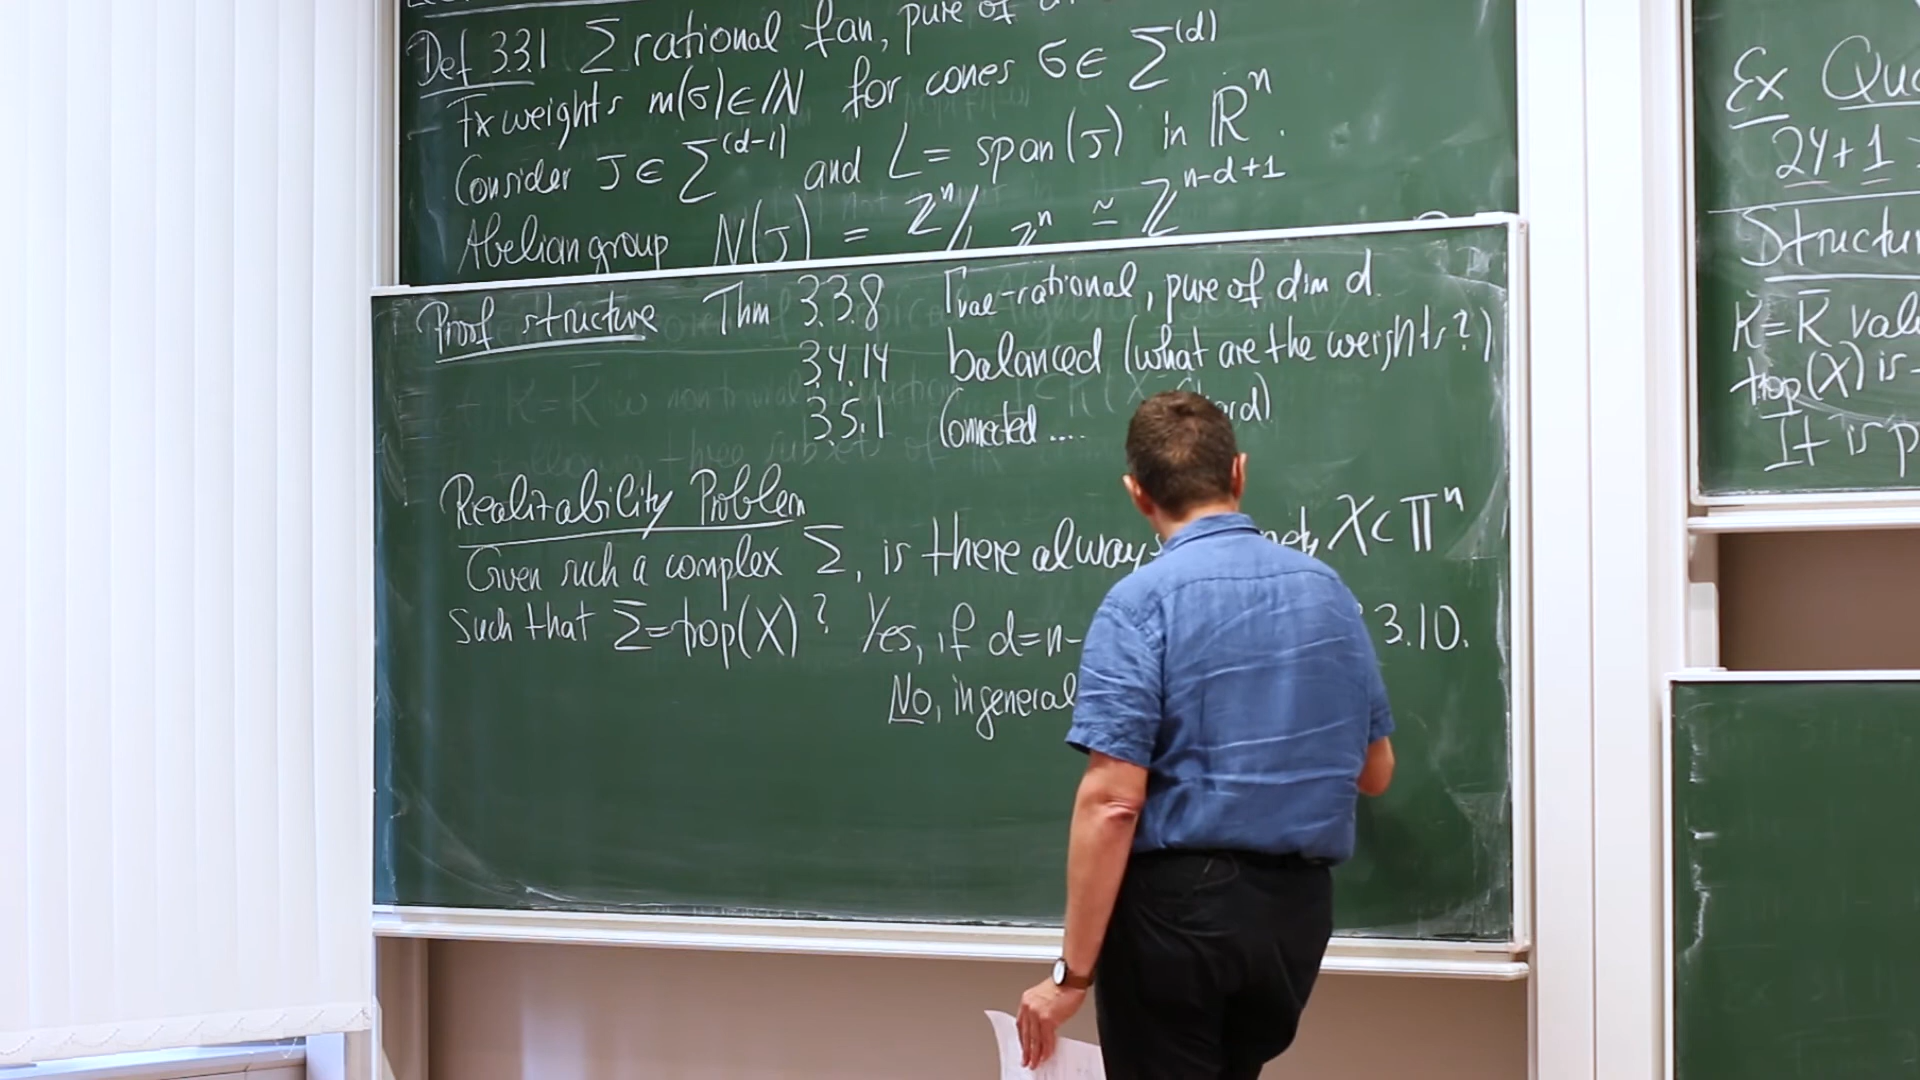 Def 3.3.1 Σ rational fan, pure of
Fix weights m(σ)∈ℕ for cones σ∈ Σ^(d)
Consider τ∈ Σ^(d-1) and L = span(τ) in ℝ^n.
Abelian group N(τ) = ℤ^n/ ℤ^n ≃ ℤ^{n-d+1}
Proof structure Thm 3.3.8 Γval-rational, pure of dim d.
3.4.14 balanced (what are the weights?)
3.5.1 Connected ....
Realizability Problem
Given such a complex Σ, is there always X⊂𝕋^n
Such that Σ=trop(X)? Yes, if d=n- 3.10.
No, in general
Ex
2Y+1
K=K̄
trop(X) is
It is